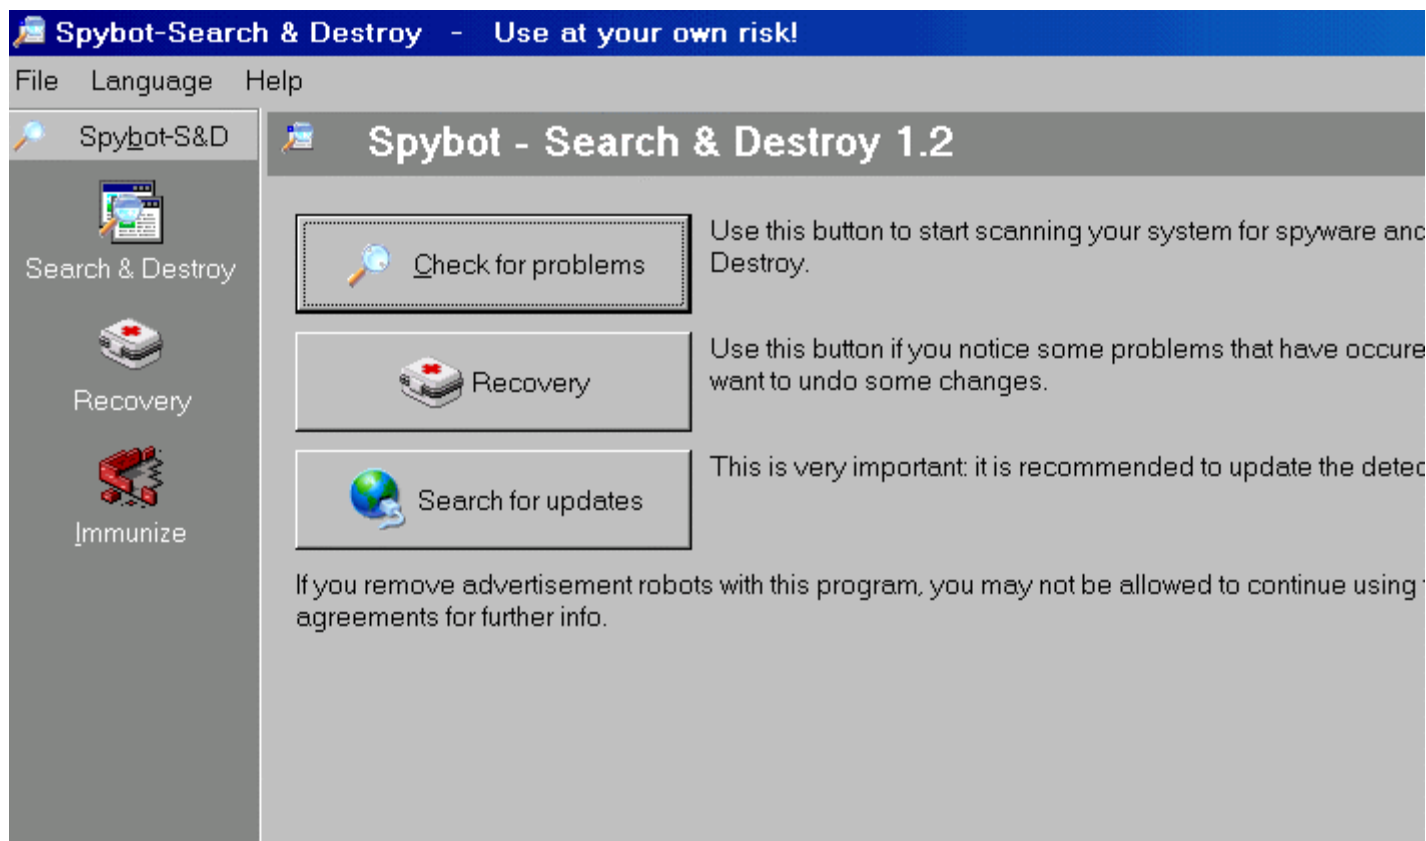 Spybot-Search & Destroy - Use at your own risk!
File Language Help
Spybot-S&D
Spybot - Search & Destroy 1.2
Search & Destroy
Recovery
Immunize
Check for problems
Use this button to start scanning your system for spyware and
Destroy.
Recovery
Use this button if you notice some problems that have occure
want to undo some changes.
Search for updates
This is very important: it is recommended to update the detec
If you remove advertisement robots with this program, you may not be allowed to continue using
agreements for further info.